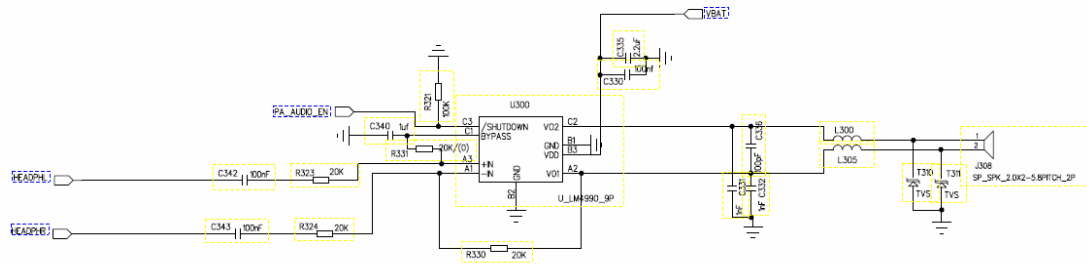 VBAT
C335
2.2uF
C330
100nf
R321
100K
U300
PA_AUDIO_EN
C340
1uf
C3
/SHUTDOWN
VO2
C2
C1
BYPASS
R331
20K/(0)
GND
B1
VDD
B3
C336
100pF
L300
L305
1
2
J308
SP_SPK_2.0X2-5.8PITCH_2P
HEADPHL
C342
100nF
R323
20K
A3
+IN
A1
-IN
GND
B2
VO1
A2
U_LM4990_9P
C331
1nF
C332
1nF
T310
TVS
T311
TVS
HEADPHR
C343
100nF
R324
20K
R330
20K